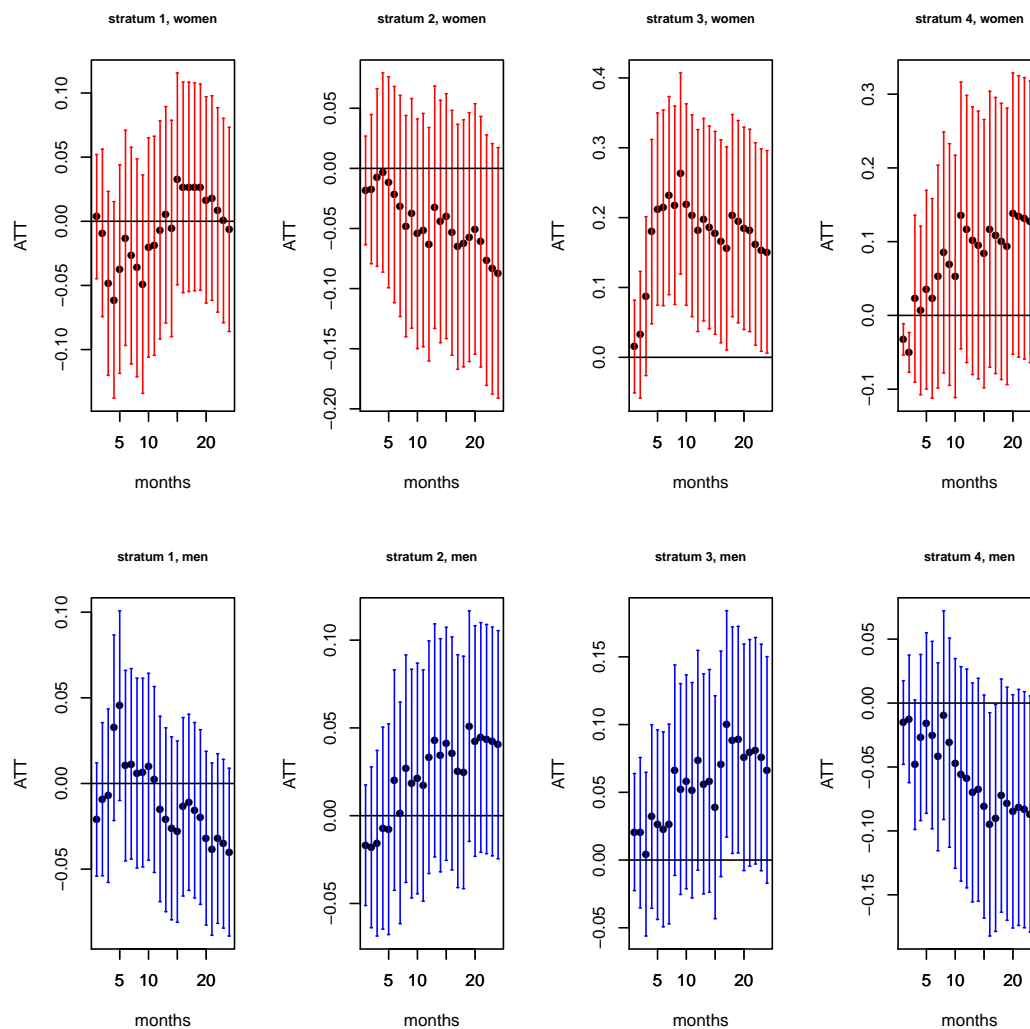 stratum 1, women
ATT
0.10
0.05
0.00
−0.05
−0.10
5 10 20
months
stratum 2, women
ATT
0.05
0.00
−0.05
−0.10
−0.15
−0.20
5 10 20
months
stratum 3, women
ATT
0.4
0.3
0.2
0.1
0.0
5 10 20
months
stratum 4, women
ATT
0.3
0.2
0.1
0.0
−0.1
5 10 20
months
stratum 1, men
ATT
0.10
0.05
0.00
−0.05
5 10 20
months
stratum 2, men
ATT
0.10
0.05
0.00
−0.05
5 10 20
months
stratum 3, men
ATT
0.15
0.10
0.05
0.00
−0.05
5 10 20
months
stratum 4, men
ATT
0.05
0.00
−0.05
−0.10
−0.15
5 10 20
months